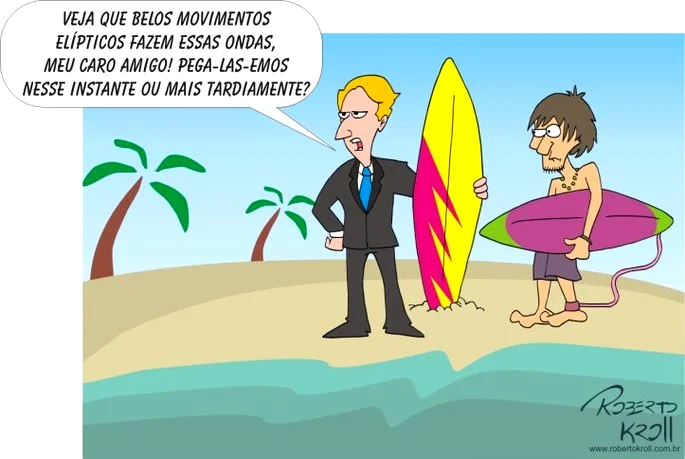 VEJA QUE BELOS MOVIMENTOS
ELÍPTICOS FAZEM ESSAS ONDAS,
MEU CARO AMIGO! PEGA-LAS-EMOS
NESSE INSTANTE OU MAIS TARDIAMENTE?
ROBERTO
KROLL
www.robertokroll.com.br